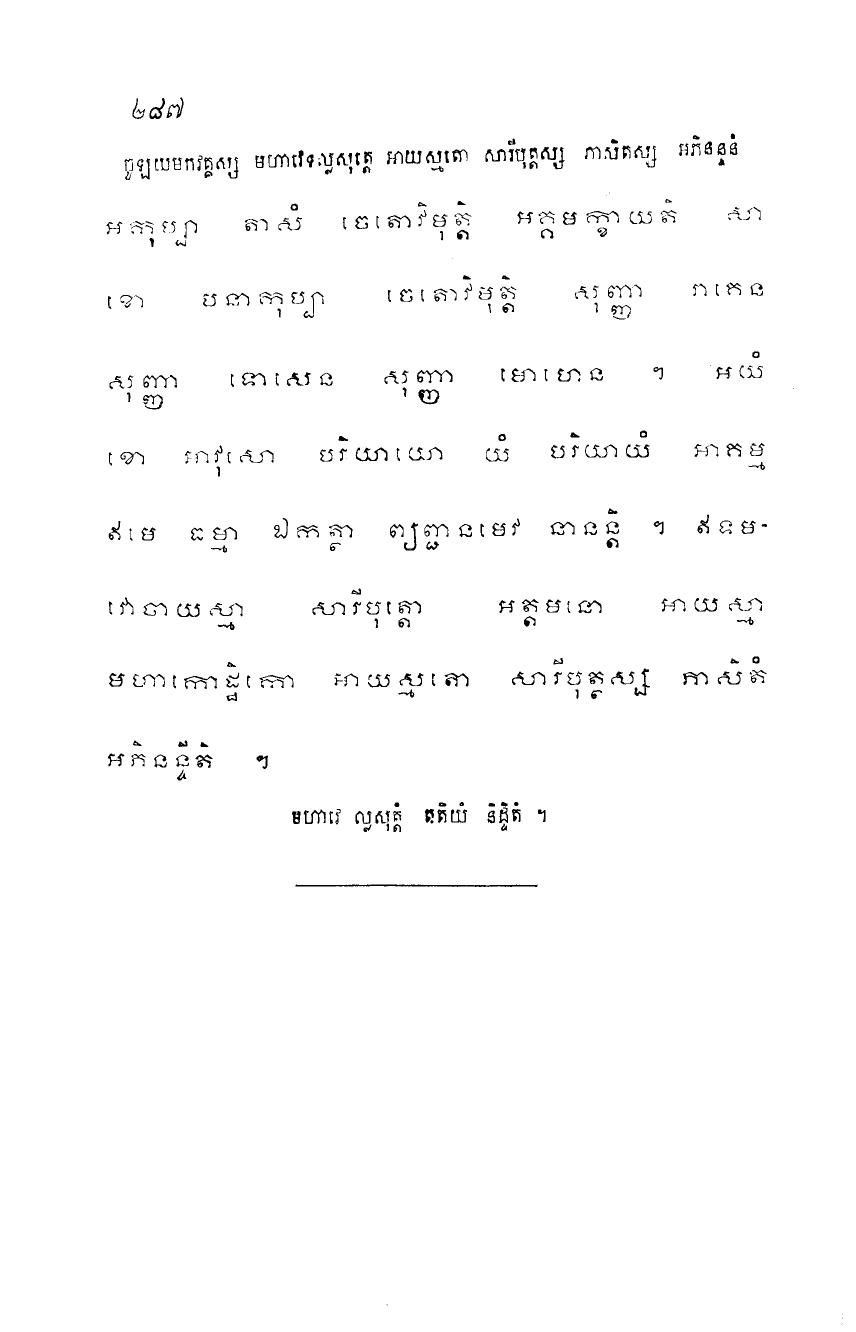 ២៨៧
ចូឡយមកវគ្គស្ស មហាវេទល្លសុត្តេ អាយស្មតោ សារីបុត្តស្ស ភាសិតស្ស អភិនន្ទនំ
អកុប្បា តាសំ ចេតោវិមុត្តិ អគ្គមក្ខាយតិ សា
ខោ បនាកុប្បា ចេតោវិមុត្តិ សុញ្ញា រាគេន
សុញ្ញា ទោសេន សុញ្ញា មោហេន ។ អយំ
ខោ អាវុសោ បរិយាយោ យំ បរិយាយំ អាគម្ម
ឥមេ ធម្មា ឯកត្ថា ព្យញ្ជនមេវ នានន្តិ ។ ឥទម-
វោចាយស្មា សារីបុត្តោ អត្តមនោ អាយស្មា
មហាកោដ្ឋិកោ អាយស្មតោ សារីបុត្តស្ស ភាសិតំ
អភិនន្ទីតិ ៗ
មហាវេ ល្លសុត្តំ តតិយំ និដ្ឋិតំ ។